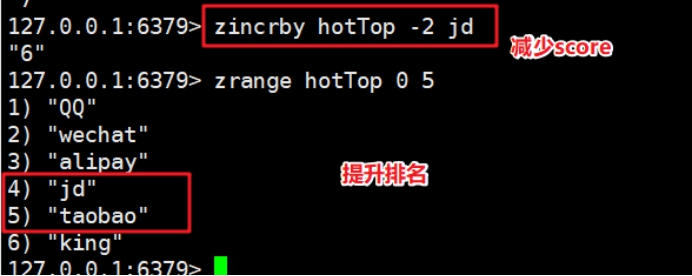 127.0.0.1:6379> zincrby hotTop -2 jd
减少score
"6"
127.0.0.1:6379> zrange hotTop 0 5
1) "QQ"
2) "wechat"
3) "alipay"
提升排名
4) "jd"
5) "taobao"
6) "king"
127.0.0.1:6379>